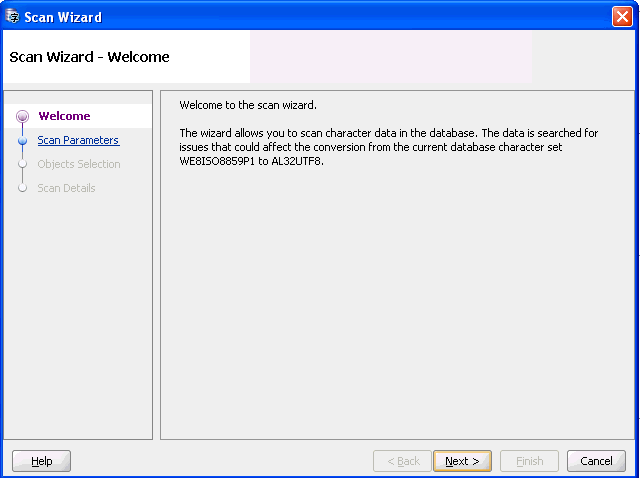 Scan Wizard
Scan Wizard - Welcome
Welcome
Scan Parameters
Objects Selection
Scan Details
Welcome to the scan wizard.
The wizard allows you to scan character data in the database. The data is searched for
issues that could affect the conversion from the current database character set
WE8ISO8859P1 to AL32UTF8.
Help
< Back
Next >
Finish
Cancel